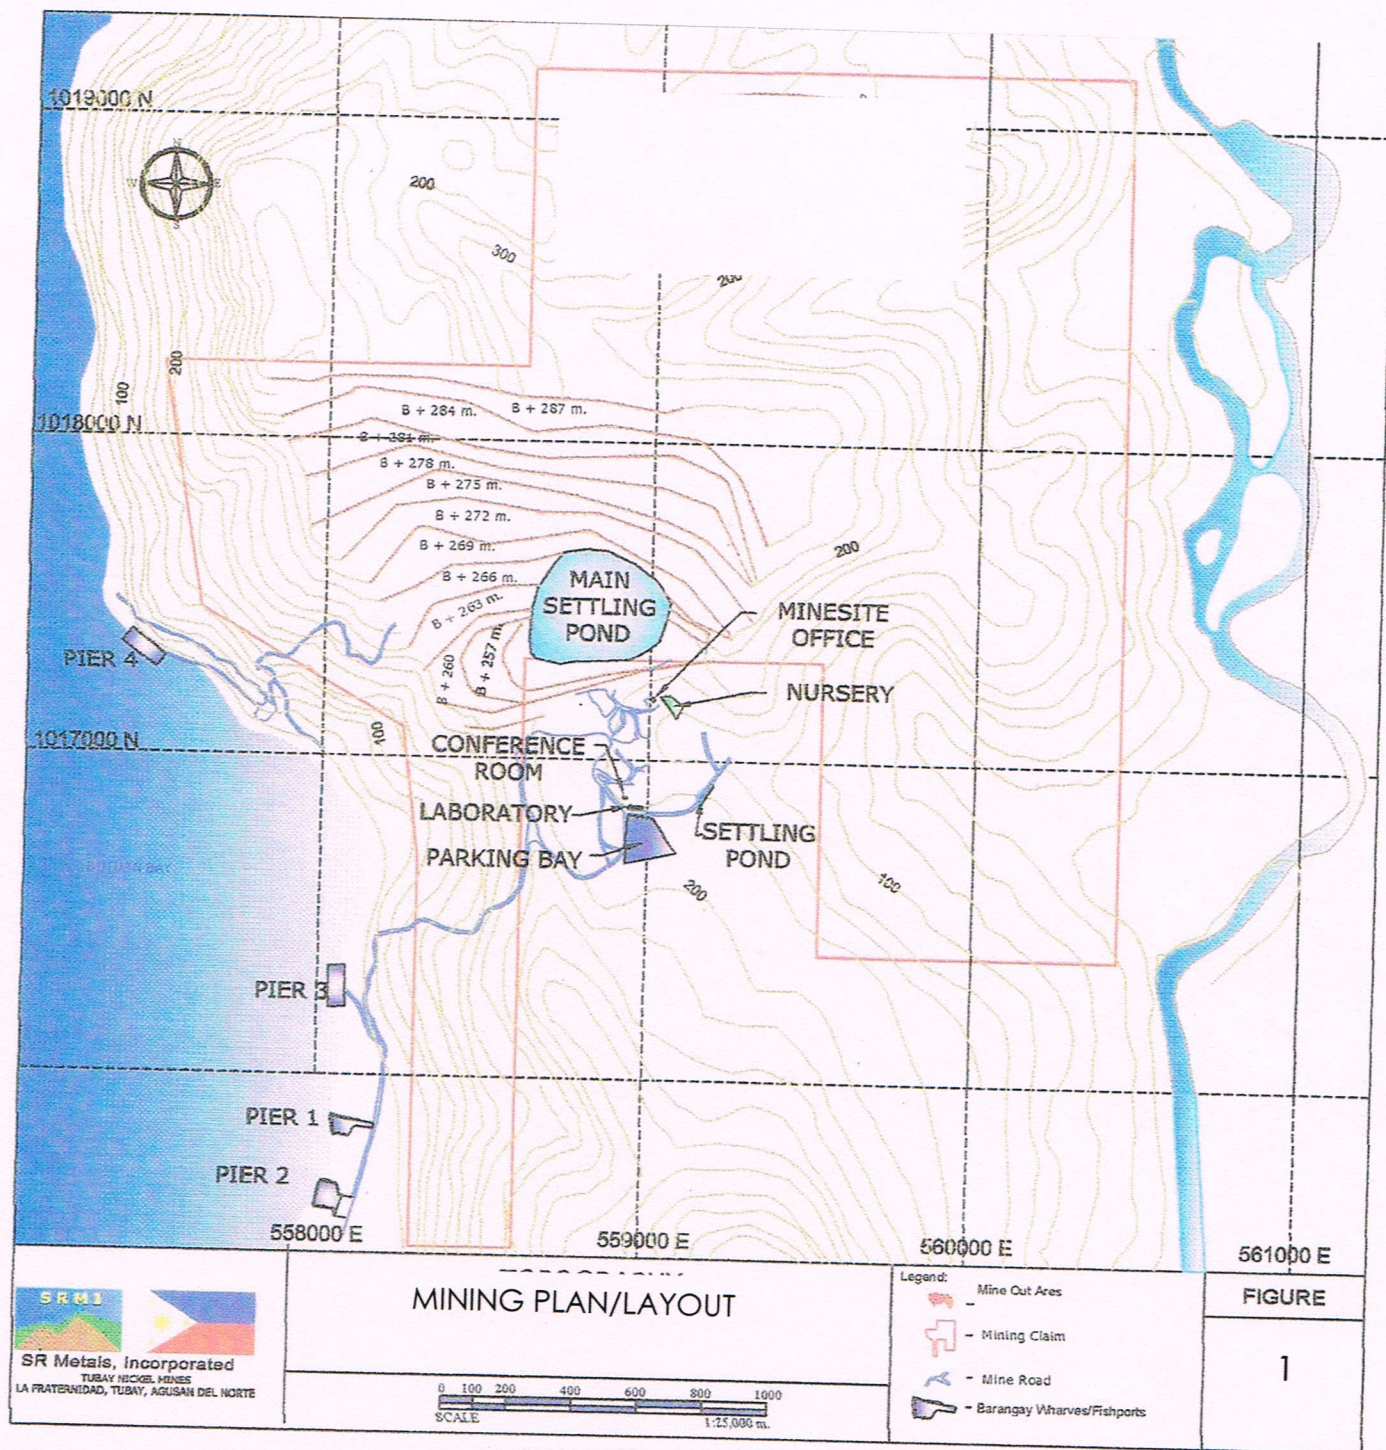 1019000 N
N
W
E
S
200
300
200
200
100
1018000 N
B + 284 m.
B + 287 m.
B + 281 m.
B + 278 m.
B + 275 m.
B + 272 m.
B + 269 m.
B + 266 m.
B + 263 m.
B + 260
B + 257 m.
200
MAIN
SETTLING
POND
MINESITE
OFFICE
PIER 4
NURSERY
100
1017000 N
CONFERENCE
ROOM
LABORATORY
SETTLING
POND
PARKING BAY
200
100
PIER 3
PIER 1
PIER 2
558000 E
559000 E
560000 E
561000 E
SRMI
SR Metals, Incorporated
TUBAY NICKEL MINES
LA FRATERNIDAD, TUBAY, AGUSAN DEL NORTE
MINING PLAN/LAYOUT
0 100 200 400 600 800 1000
SCALE 1:25,000 m.
Legend:
- Mine Out Area
- Mining Claim
- Mine Road
- Barangay Wharves/Fishports
FIGURE
1